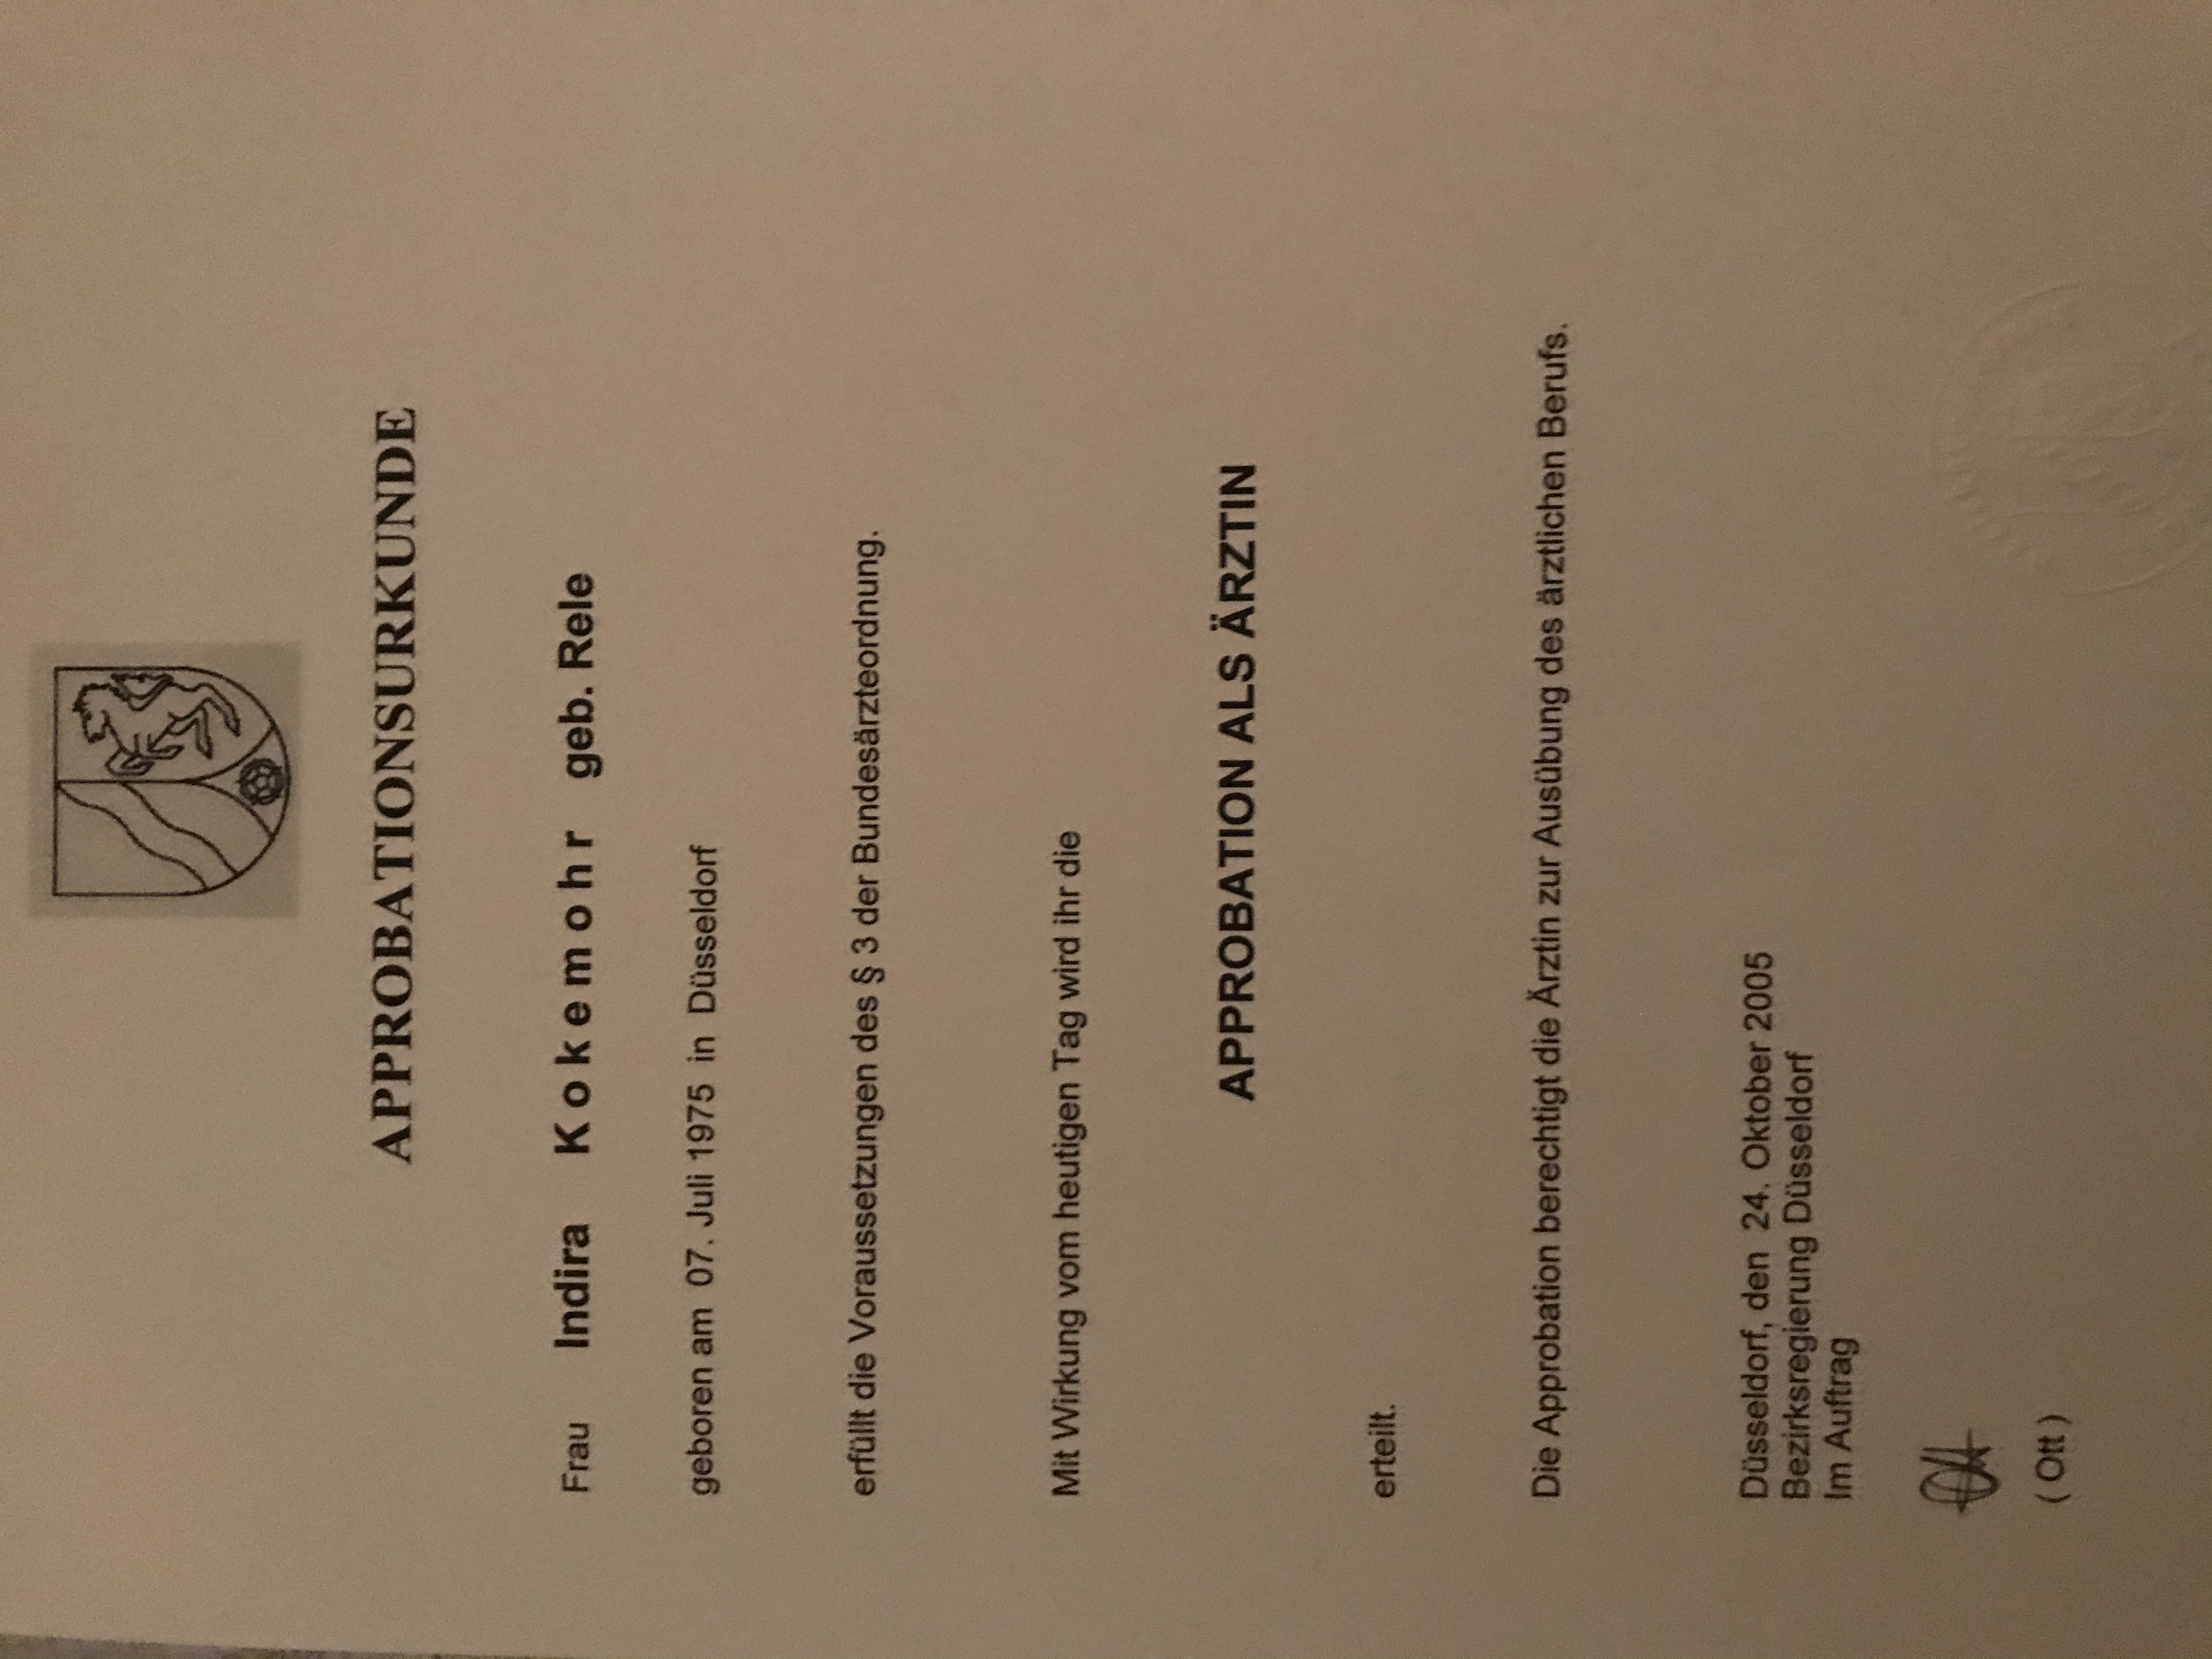 APPROBATIONSURKUNDE
Frau Indira K o k e m o h r geb. Rele
geboren am 07. Juli 1975 in Düsseldorf
erfüllt die Voraussetzungen des § 3 der Bundesärzteordnung.
Mit Wirkung vom heutigen Tag wird ihr die
APPROBATION ALS ÄRZTIN
erteilt.
Die Approbation berechtigt die Ärztin zur Ausübung des ärztlichen Berufs.
Düsseldorf, den 24. Oktober 2005
Bezirksregierung Düsseldorf
Im Auftrag
Ott
( Ott )